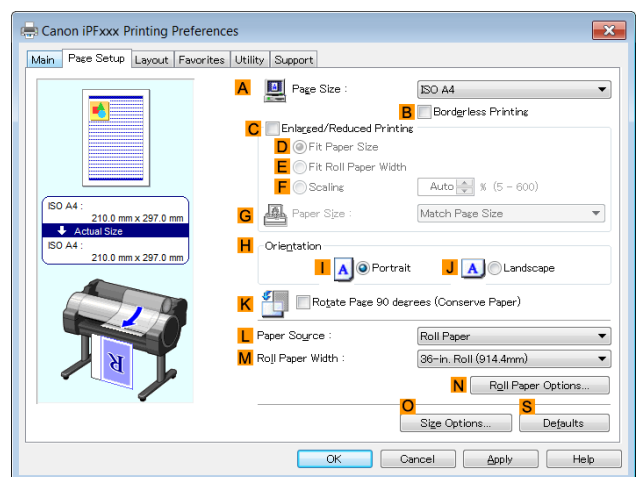 Canon iPFxxx Printing Preferences
Main Page Setup Layout Favorites Utility Support
A Page Size : ISO A4
B Borderless Printing
C Enlarged/Reduced Printing
D Fit Paper Size
E Fit Roll Paper Width
F Scaling Auto % (5 - 600)
G Paper Size : Match Page Size
ISO A4 :
210.0 mm x 297.0 mm
Actual Size
ISO A4 :
210.0 mm x 297.0 mm
H Orientation
I A Portrait J A Landscape
K Rotate Page 90 degrees (Conserve Paper)
L Paper Source : Roll Paper
M Roll Paper Width : 36-in. Roll (914.4mm)
R
N Roll Paper Options...
O S
Size Options... Defaults
OK Cancel Apply Help